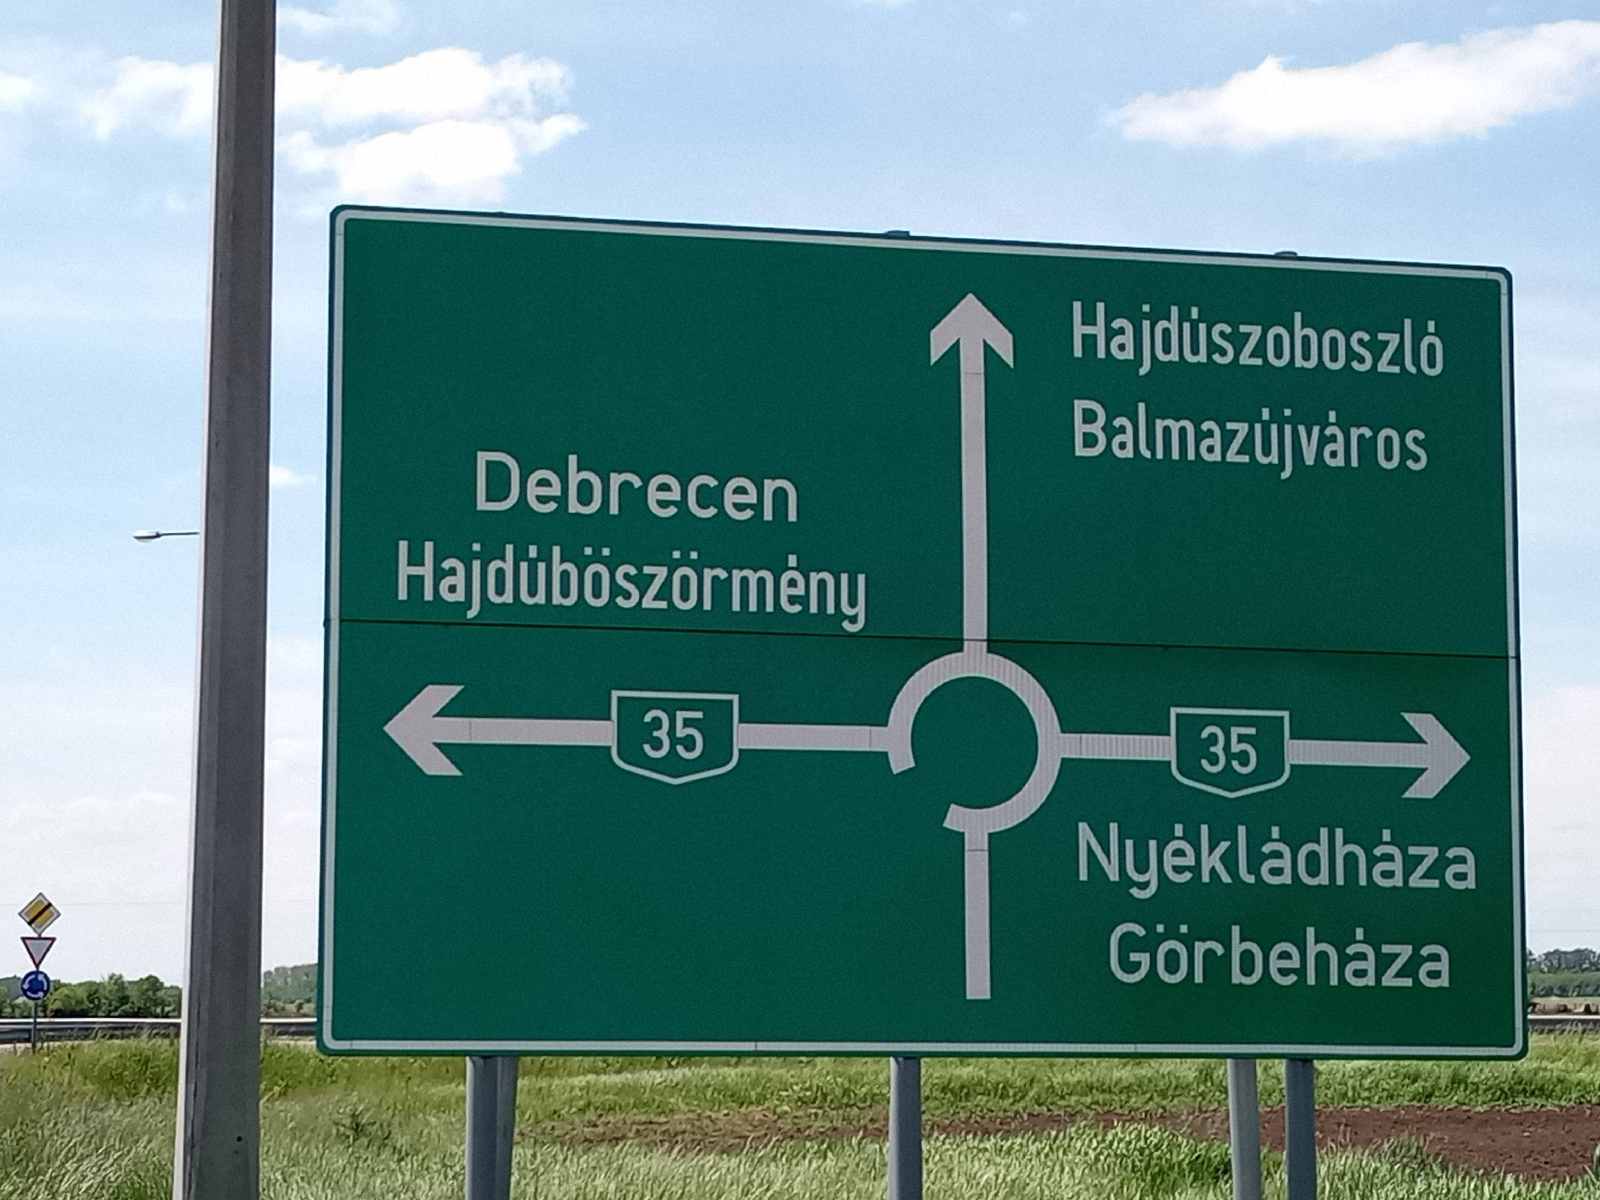 Hajdúszoboszló
Balmazújváros
Debrecen
Hajdúböszörmény
35
35
Nyékládháza
Görbeháza